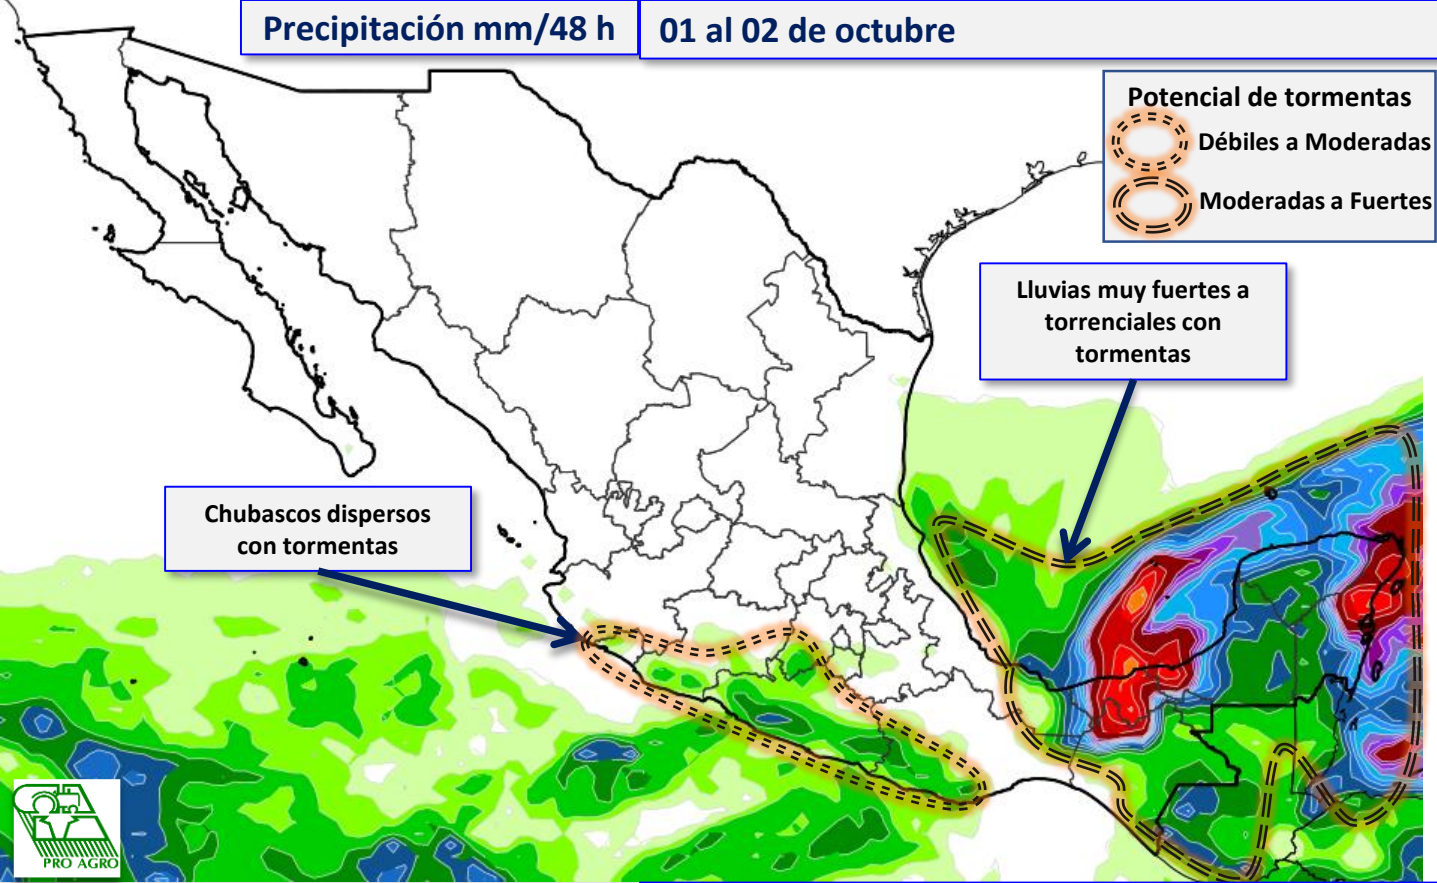 Precipitación mm/48 h
01 al 02 de octubre
Potencial de tormentas
Débiles a Moderadas
Moderadas a Fuertes
Lluvias muy fuertes a
torrenciales con
tormentas
Chubascos dispersos
con tormentas
PRO AGRO